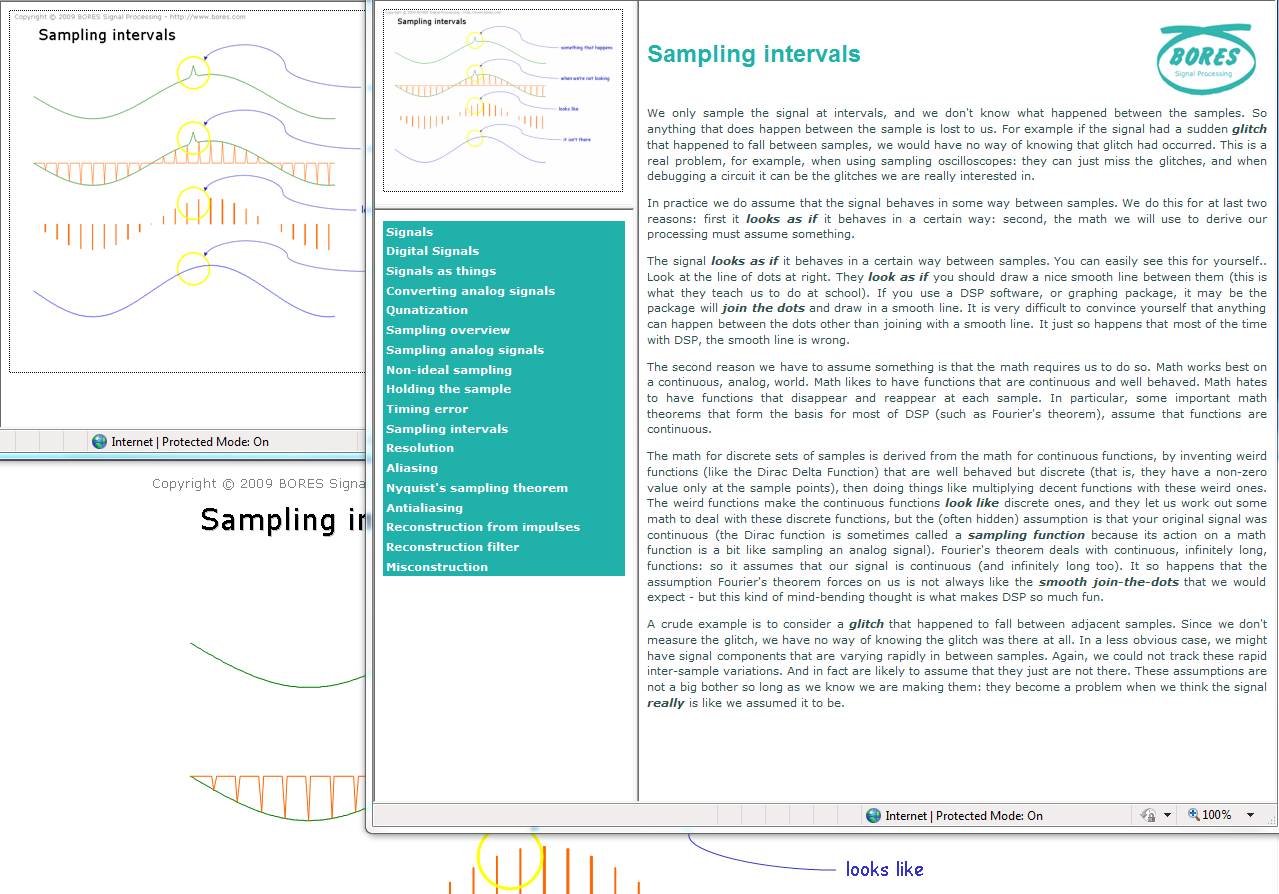 Copyright © 2009 BORES Signal Processing - http://www.bores.com
Sampling intervals
Internet | Protected Mode: On
Copyright © 2009 BORES Signa
Sampling in
looks like
Copyright © 2009 BORES Signal Processing - http://www.bores.com
Sampling intervals
something that happens
when we're not looking
looks like
it isn't there
Signals
Digital Signals
Signals as things
Converting analog signals
Qunatization
Sampling overview
Sampling analog signals
Non-ideal sampling
Holding the sample
Timing error
Sampling intervals
Resolution
Aliasing
Nyquist's sampling theorem
Antialiasing
Reconstruction from impulses
Reconstruction filter
Misconstruction
Sampling intervals
BORES
Signal Processing
We only sample the signal at intervals, and we don't know what happened between the samples. So
anything that does happen between the sample is lost to us. For example if the signal had a sudden glitch
that happened to fall between samples, we would have no way of knowing that glitch had occurred. This is a
real problem, for example, when using sampling oscilloscopes: they can just miss the glitches, and when
debugging a circuit it can be the glitches we are really interested in.
In practice we do assume that the signal behaves in some way between samples. We do this for at last two
reasons: first it looks as if it behaves in a certain way: second, the math we will use to derive our
processing must assume something.
The signal looks as if it behaves in a certain way between samples. You can easily see this for yourself..
Look at the line of dots at right. They look as if you should draw a nice smooth line between them (this is
what they teach us to do at school). If you use a DSP software, or graphing package, it may be the
package will join the dots and draw in a smooth line. It is very difficult to convince yourself that anything
can happen between the dots other than joining with a smooth line. It just so happens that most of the time
with DSP, the smooth line is wrong.
The second reason we have to assume something is that the math requires us to do so. Math works best on
a continuous, analog, world. Math likes to have functions that are continuous and well behaved. Math hates
to have functions that disappear and reappear at each sample. In particular, some important math
theorems that form the basis for most of DSP (such as Fourier's theorem), assume that functions are
continuous.
The math for discrete sets of samples is derived from the math for continuous functions, by inventing weird
functions (like the Dirac Delta Function) that are well behaved but discrete (that is, they have a non-zero
value only at the sample points), then doing things like multiplying decent functions with these weird ones.
The weird functions make the continuous functions look like discrete ones, and they let us work out some
math to deal with these discrete functions, but the (often hidden) assumption is that your original signal was
continuous (the Dirac function is sometimes called a sampling function because its action on a math
function is a bit like sampling an analog signal). Fourier's theorem deals with continuous, infinitely long,
functions: so it assumes that our signal is continuous (and infinitely long too). It so happens that the
assumption Fourier's theorem forces on us is not always like the smooth join-the-dots that we would
expect - but this kind of mind-bending thought is what makes DSP so much fun.
A crude example is to consider a glitch that happened to fall between adjacent samples. Since we don't
measure the glitch, we have no way of knowing the glitch was there at all. In a less obvious case, we might
have signal components that are varying rapidly in between samples. Again, we could not track these rapid
inter-sample variations. And in fact are likely to assume that they just are not there. These assumptions are
not a big bother so long as we know we are making them: they become a problem when we think the signal
really is like we assumed it to be.
Internet | Protected Mode: On
100%